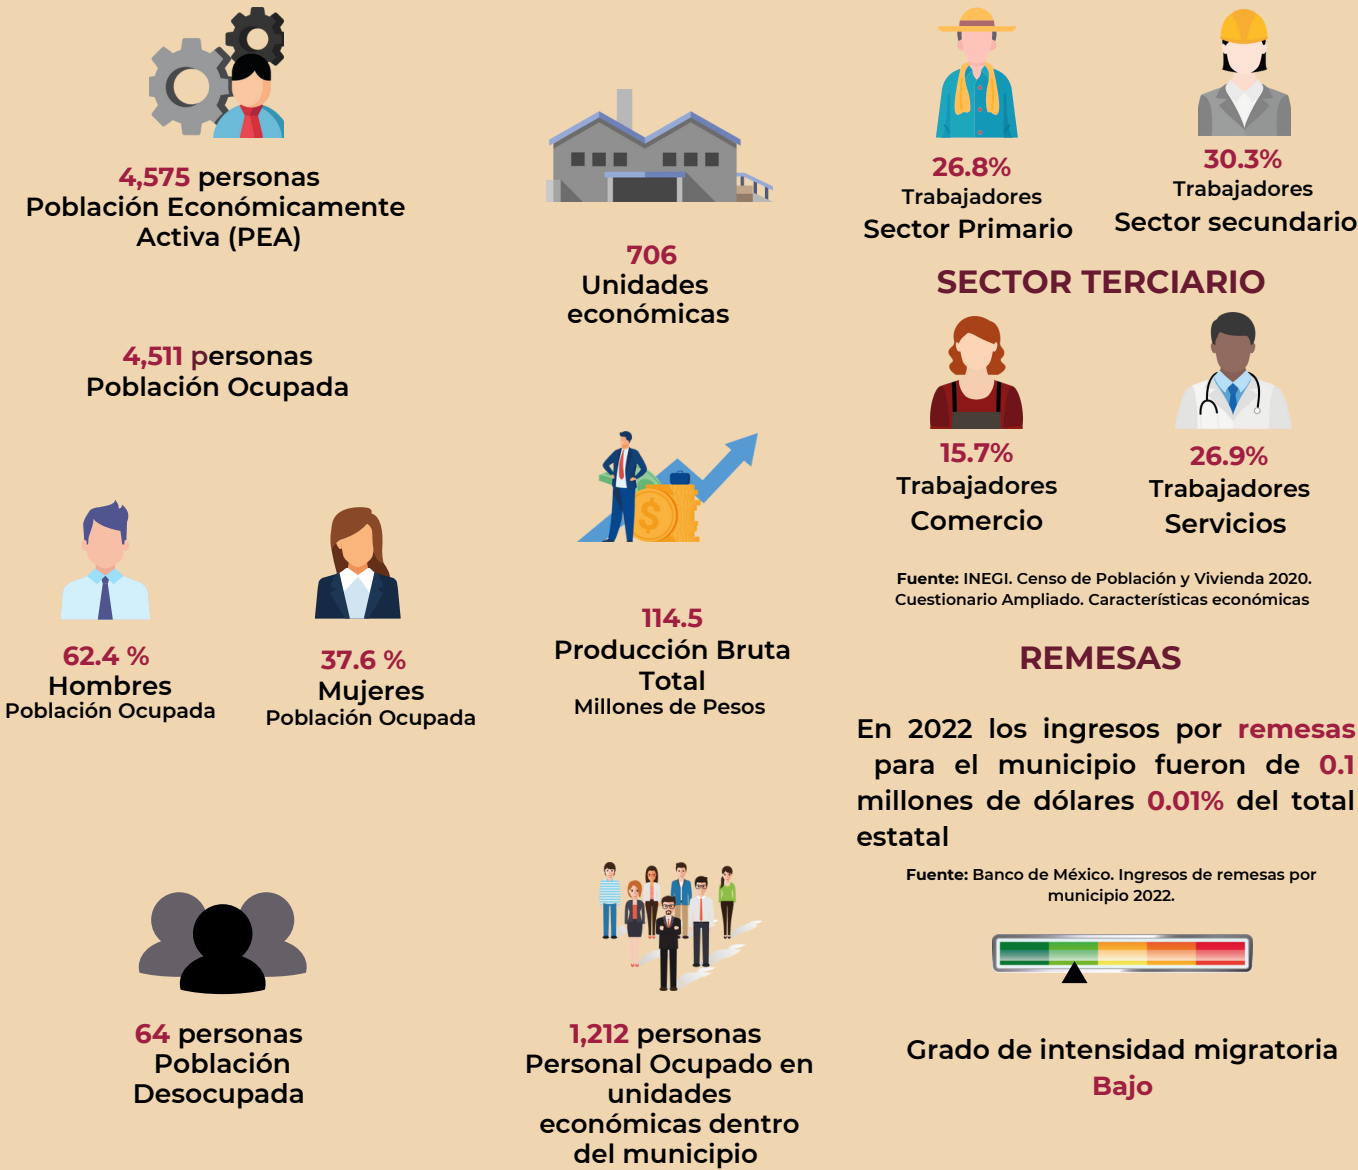 4,575 personas
Población Económicamente
Activa (PEA)
4,511 personas
Población Ocupada
62.4 %
Hombres
Población Ocupada
37.6 %
Mujeres
Población Ocupada
64 personas
Población
Desocupada
706
Unidades
económicas
114.5
Producción Bruta
Total
Millones de Pesos
1,212 personas
Personal Ocupado en
unidades
económicas dentro
del municipio
26.8%
Trabajadores
Sector Primario
30.3%
Trabajadores
Sector secundario
SECTOR TERCIARIO
15.7%
Trabajadores
Comercio
26.9%
Trabajadores
Servicios
Fuente: INEGI. Censo de Población y Vivienda 2020.
Cuestionario Ampliado. Características económicas
REMESAS
En 2022 los ingresos por remesas
para el municipio fueron de 0.1
millones de dólares 0.01% del total
estatal
Fuente: Banco de México. Ingresos de remesas por
municipio 2022.
Grado de intensidad migratoria
Bajo